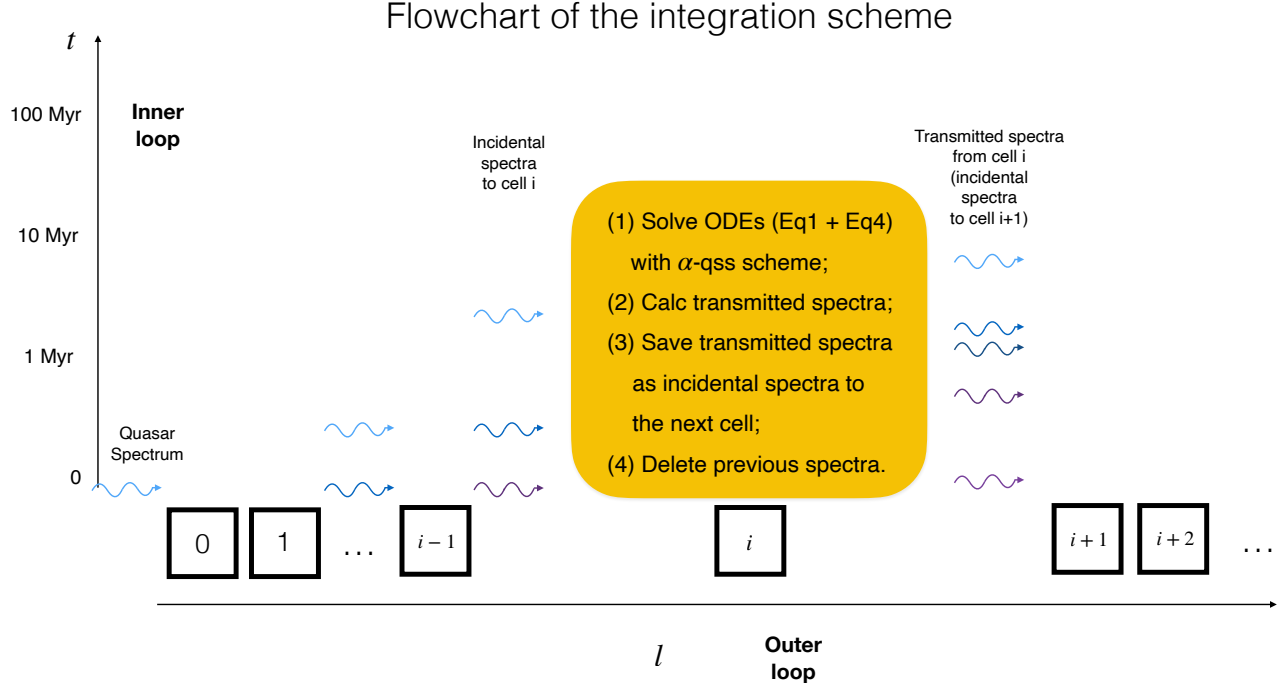 Flowchart of the integration scheme
t
100 Myr
10 Myr
1 Myr
0
Inner
loop
Quasar
Spectrum
Incidental
spectra
to cell i
(1) Solve ODEs (Eq1 + Eq4)
with α-qss scheme;
(2) Calc transmitted spectra;
(3) Save transmitted spectra
as incidental spectra to
the next cell;
(4) Delete previous spectra.
Transmitted spectra
from cell i
(incidental
spectra
to cell i+1)
0
1
...
i − 1
i
i + 1
i + 2
...
l
Outer
loop